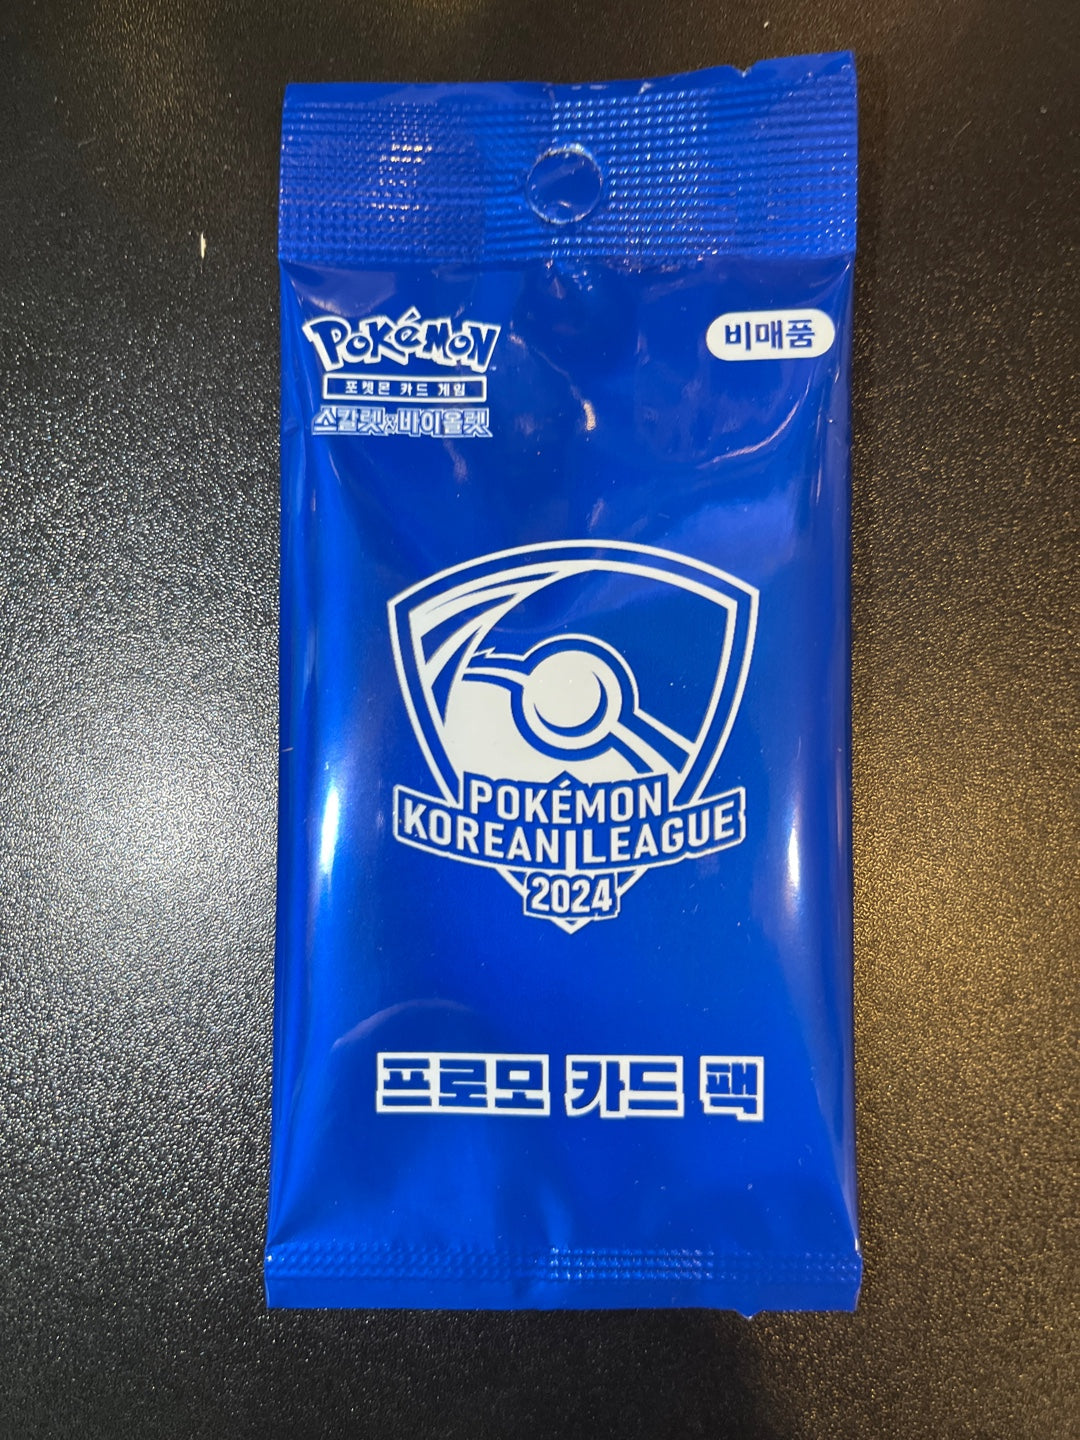 POKéMON
포켓몬 카드 게임
스칼렛&바이올렛
비매품
POKÉMON
KOREAN LEAGUE
2024
프로모 카드 팩